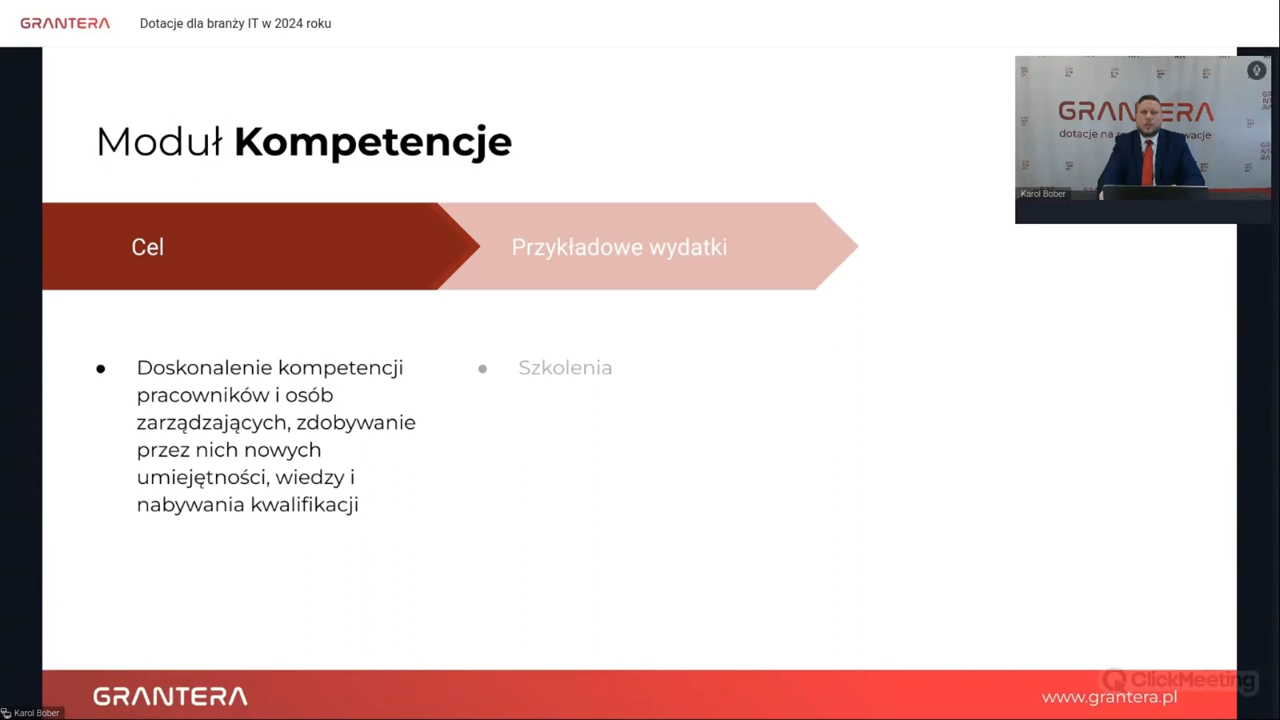 GRANTERA
Dotacje dla branży IT w 2024 roku
Moduł Kompetencje
GRANTERA
dotacje na
Karol Bober
Cel
Przykładowe wydatki
Doskonalenie kompetencji
pracowników i osób
zarządzających, zdobywanie
przez nich nowych
umiejętności, wiedzy i
nabywania kwalifikacji
Szkolenia
GRANTERA
ClickMeeting
www.grantera.pl
Karol Bober